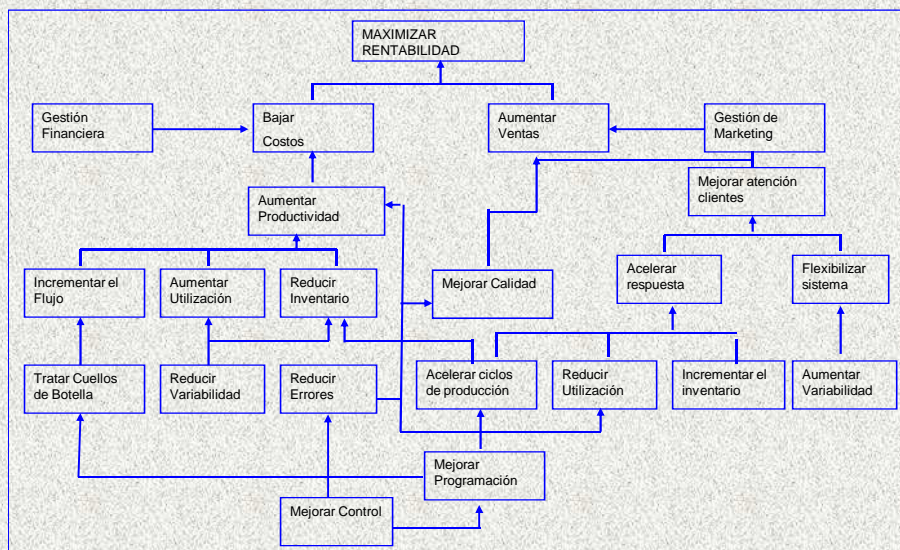 MAXIMIZAR
RENTABILIDAD
Gestión
Financiera
Bajar
Costos
Aumentar
Ventas
Gestión de
Marketing
Mejorar atención
clientes
Aumentar
Productividad
Incrementar el
Flujo
Aumentar
Utilización
Reducir
Inventario
Mejorar Calidad
Acelerar
respuesta
Flexibilizar
sistema
Tratar Cuellos
de Botella
Reducir
Variabilidad
Reducir
Errores
Acelerar ciclos
de producción
Reducir
Utilización
Incrementar el
inventario
Aumentar
Variabilidad
Mejorar
Programación
Mejorar Control